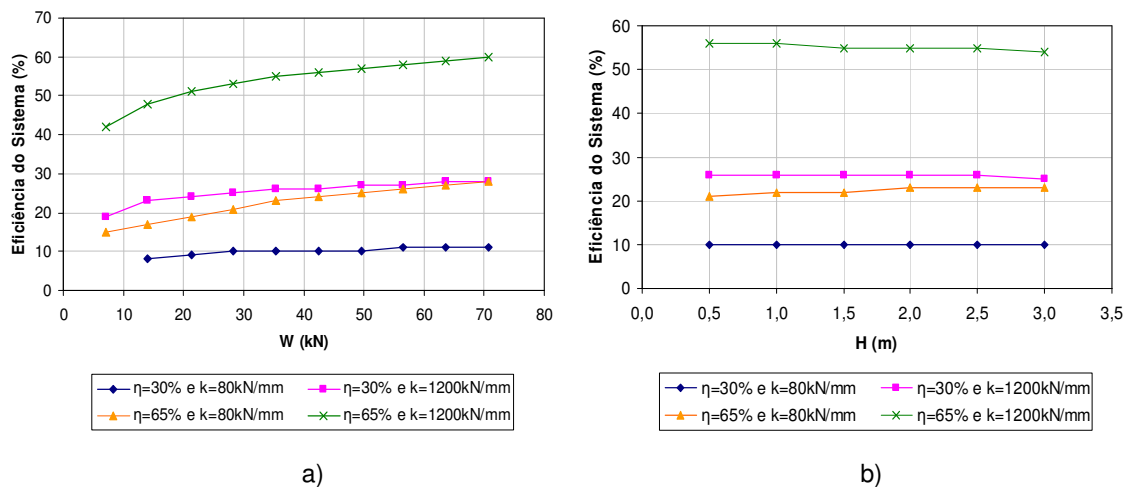 Eficiência do Sistema (%)
70
60
50
40
30
20
10
0
0 10 20 30 40 50 60 70 80
W (kN)
η=30% e k=80kN/mm η=30% e k=1200kN/mm
η=65% e k=80kN/mm η=65% e k=1200kN/mm
a)
Eficiência do Sistema (%)
60
50
40
30
20
10
0
0,0 0,5 1,0 1,5 2,0 2,5 3,0 3,5
H (m)
η=30% e k=80kN/mm η=30% e k=1200kN/mm
η=65% e k=80kN/mm η=65% e k=1200kN/mm
b)